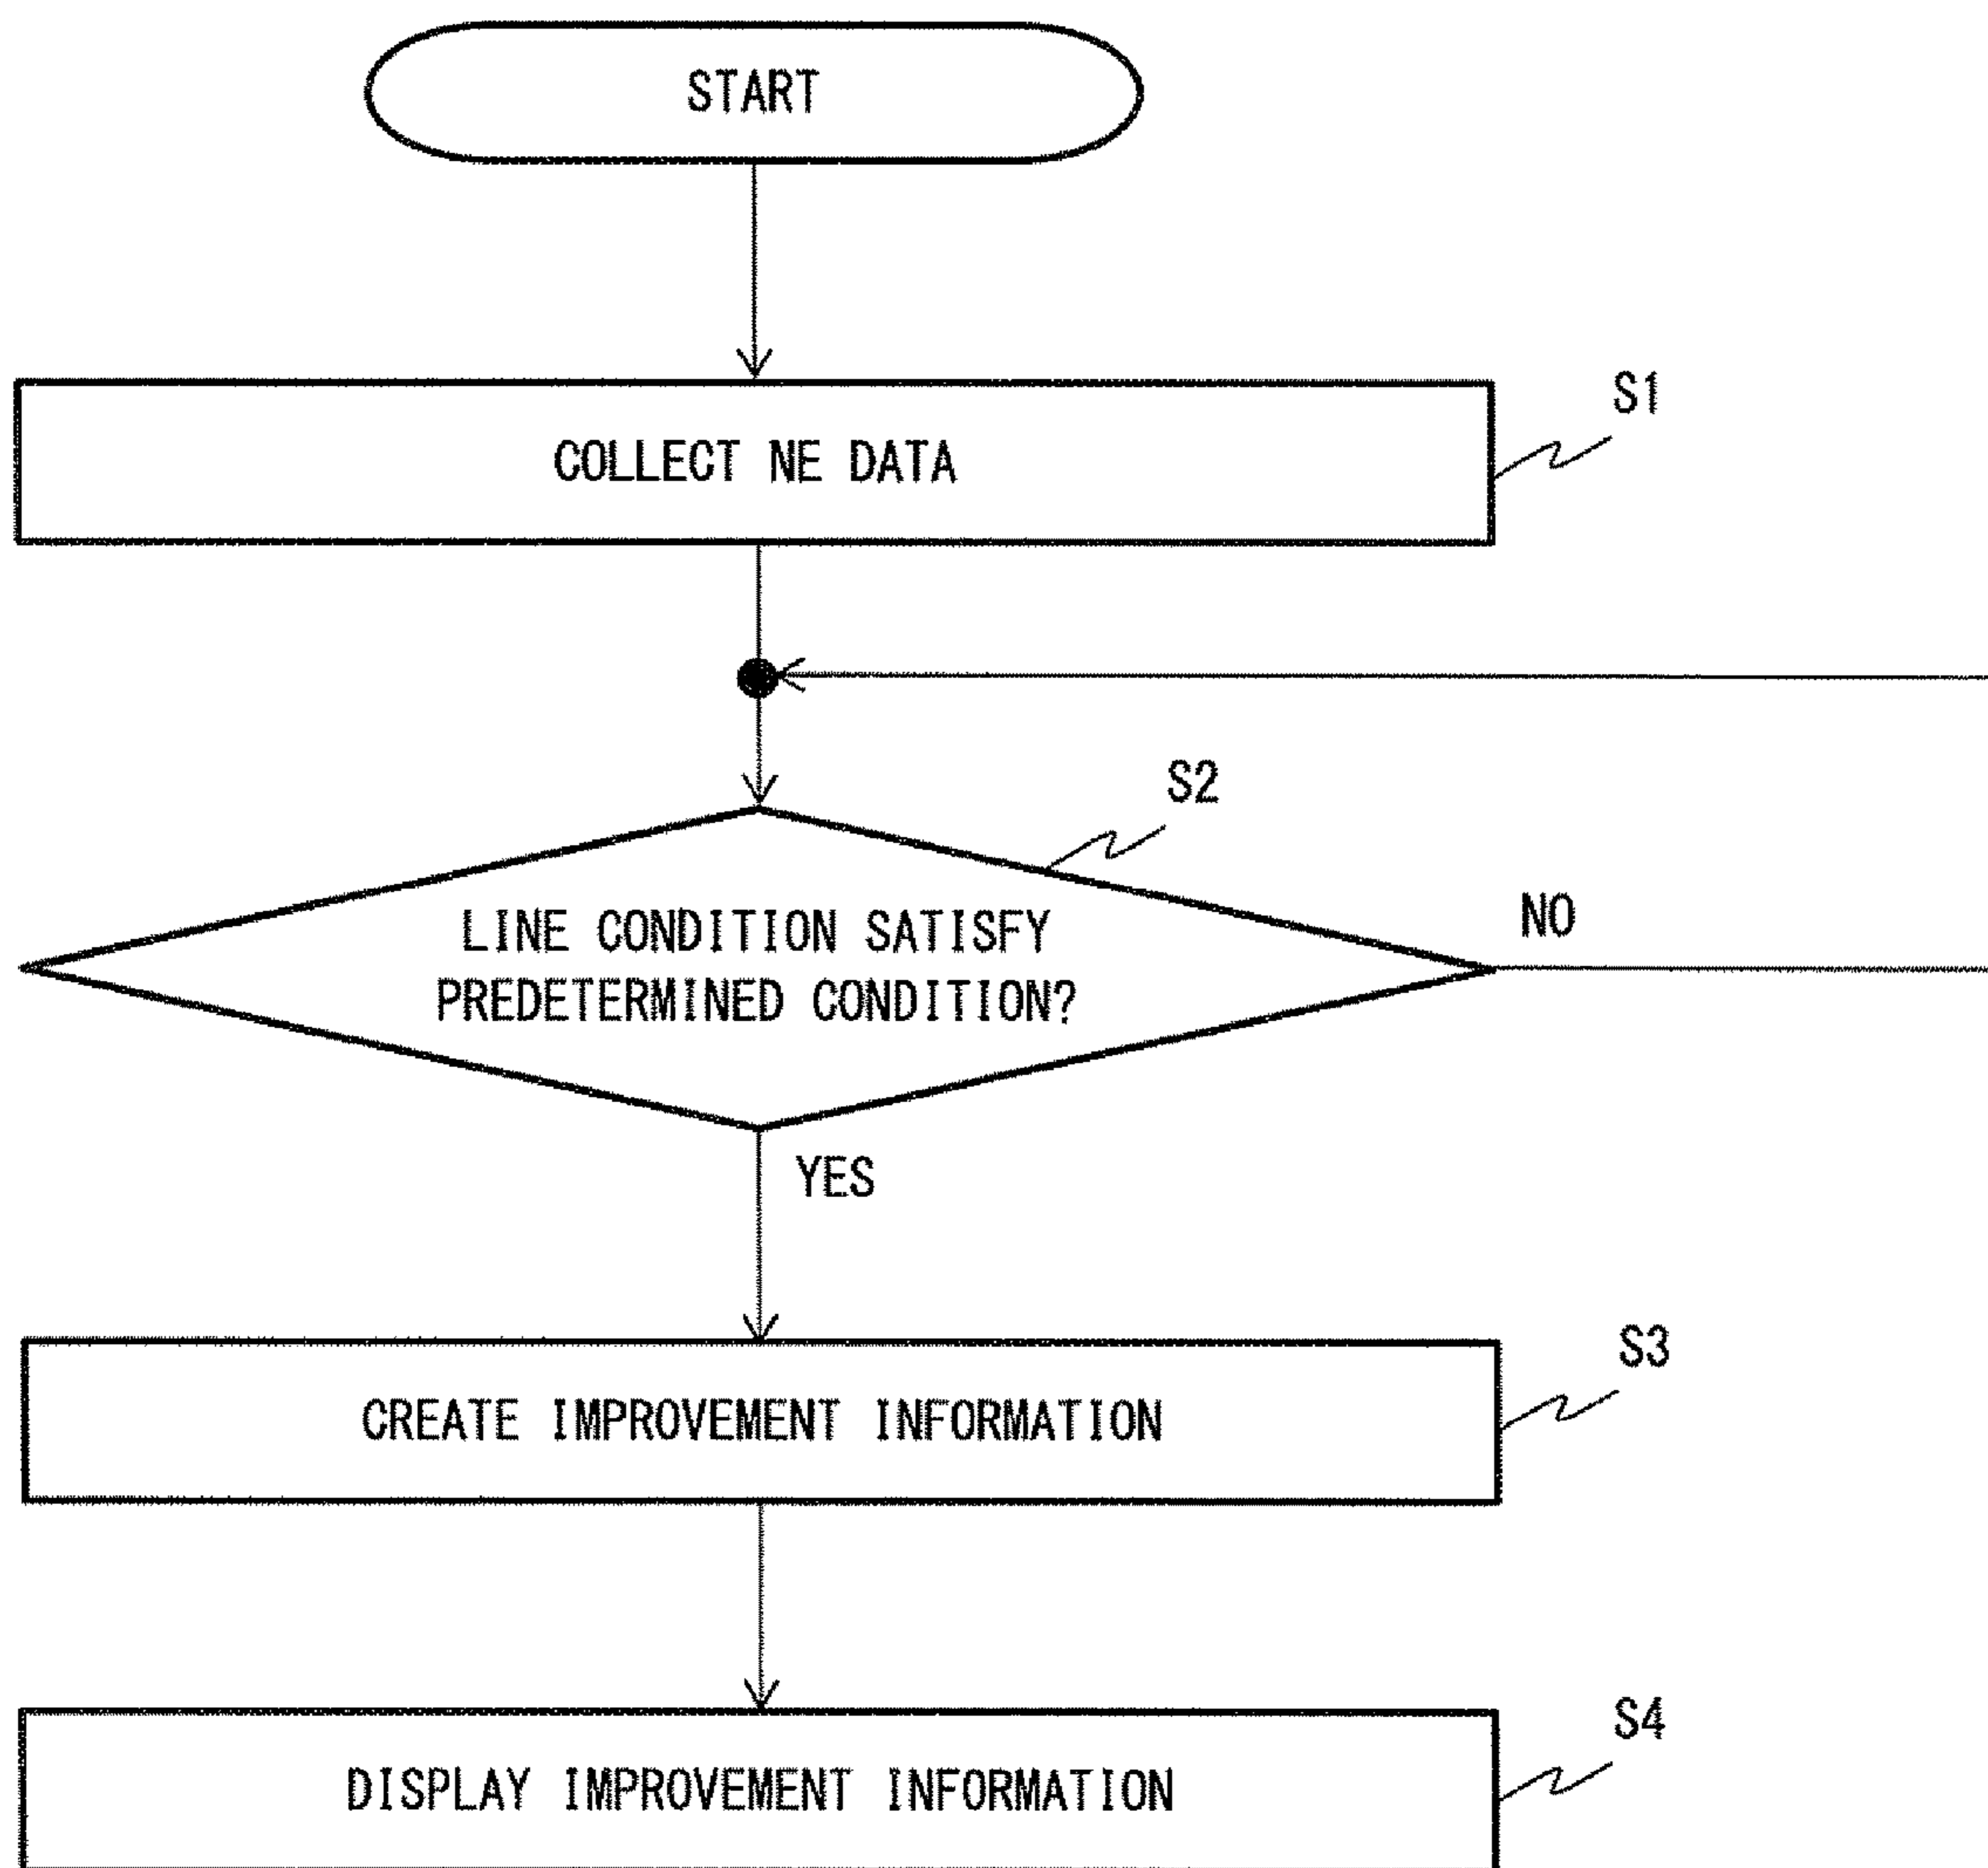 START
S1
COLLECT NE DATA
S2
LINE CONDITION SATISFY
PREDETERMINED CONDITION?
NO
YES
S3
CREATE IMPROVEMENT INFORMATION
S4
DISPLAY IMPROVEMENT INFORMATION